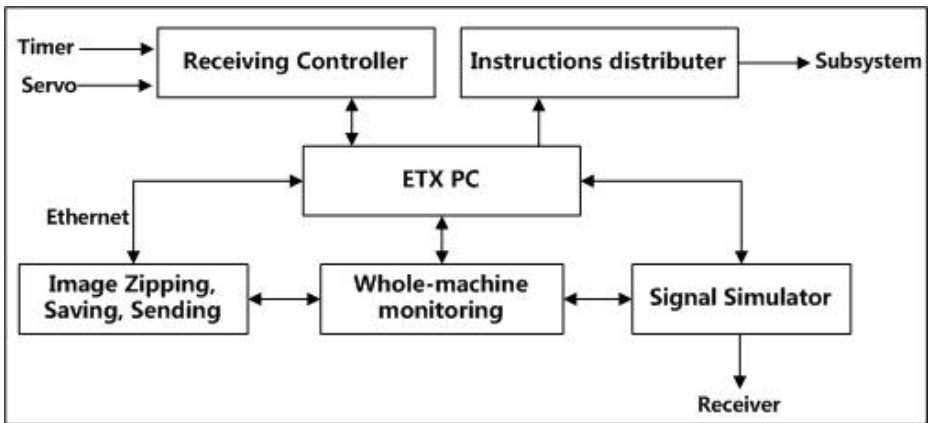 Timer
Servo
Receiving Controller
Instructions distributer
Subsystem
ETX PC
Ethernet
Image Zipping,
Saving, Sending
Whole-machine
monitoring
Signal Simulator
Receiver